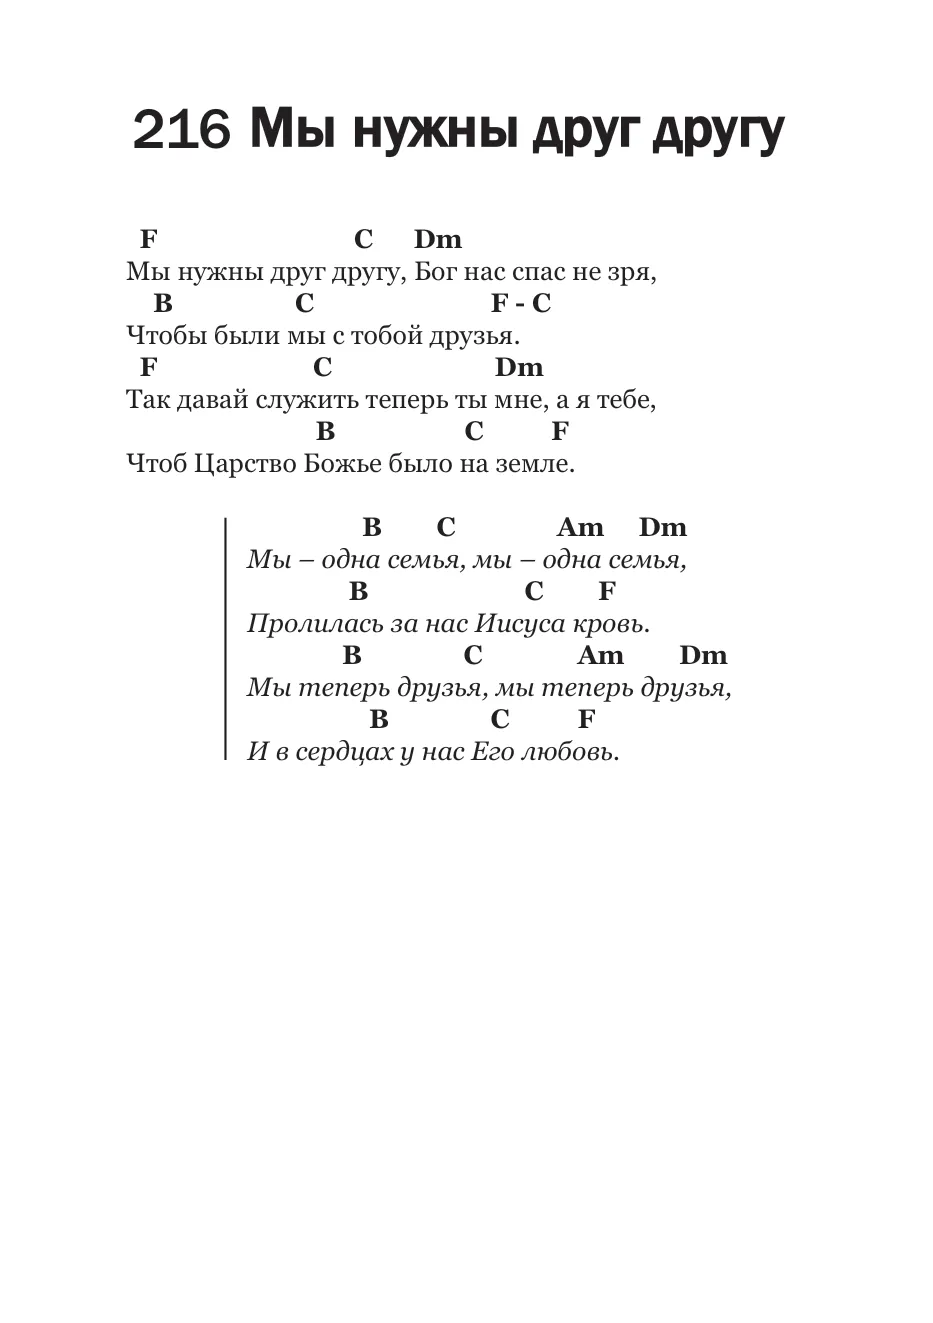 216 Мы нужны друг другу
F C Dm
Мы нужны друг другу, Бог нас спас не зря,
B C F - C
Чтобы были мы с тобой друзья.
F C Dm
Так давай служить теперь ты мне, а я тебе,
B C F
Чтоб Царство Божье было на земле.
B C Am Dm
Мы – одна семья, мы – одна семья,
B C F
Пролилась за нас Иисуса кровь.
B C Am Dm
Мы теперь друзья, мы теперь друзья,
B C F
И в сердцах у нас Его любовь.